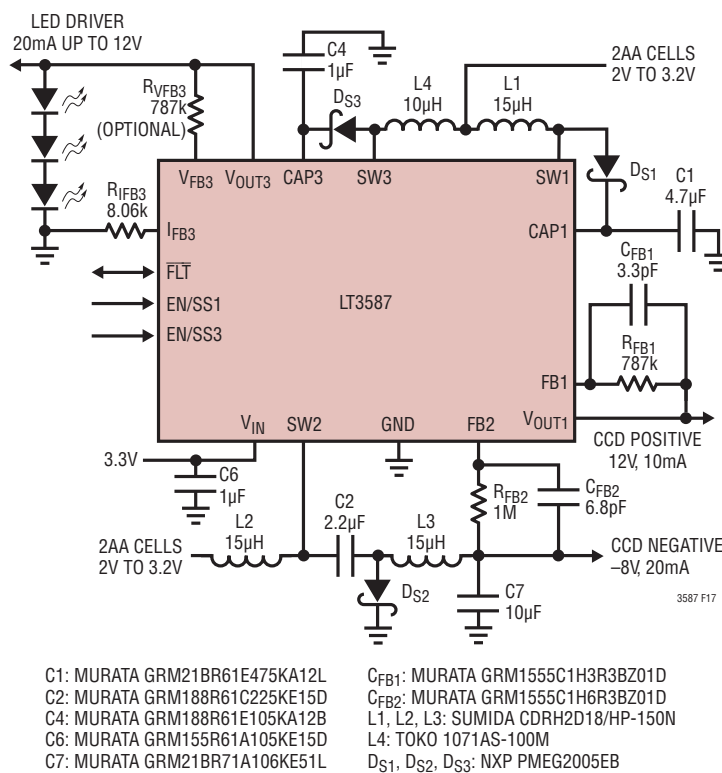 LED DRIVER
20mA UP TO 12V
RVFB3
787k
(OPTIONAL)
C4
1µF
DS3
L4
10µH
L1
15µH
2AA CELLS
2V TO 3.2V
DS1
C1
4.7µF
RIFB3
8.06k
VFB3
VOUT3
CAP3
SW3
SW1
IFB3
CAP1
FLT
EN/SS1
EN/SS3
LT3587
CFB1
3.3pF
RFB1
787k
FB1
VOUT1
VIN
SW2
GND
FB2
CCD POSITIVE
12V, 10mA
3.3V
C6
1µF
C2
2.2µF
RFB2
1M
CFB2
6.8pF
2AA CELLS
2V TO 3.2V
L2
15µH
L3
15µH
DS2
C7
10µF
CCD NEGATIVE
–8V, 20mA
3587 F17
C1: MURATA GRM21BR61E475KA12L
C2: MURATA GRM188R61C225KE15D
C4: MURATA GRM188R61E105KA12B
C6: MURATA GRM155R61A105KE15D
C7: MURATA GRM21BR71A106KE51L
CFB1: MURATA GRM1555C1H3R3BZ01D
CFB2: MURATA GRM1555C1H6R3BZ01D
L1, L2, L3: SUMIDA CDRH2D18/HP-150N
L4: TOKO 1071AS-100M
DS1, DS2, DS3: NXP PMEG2005EB